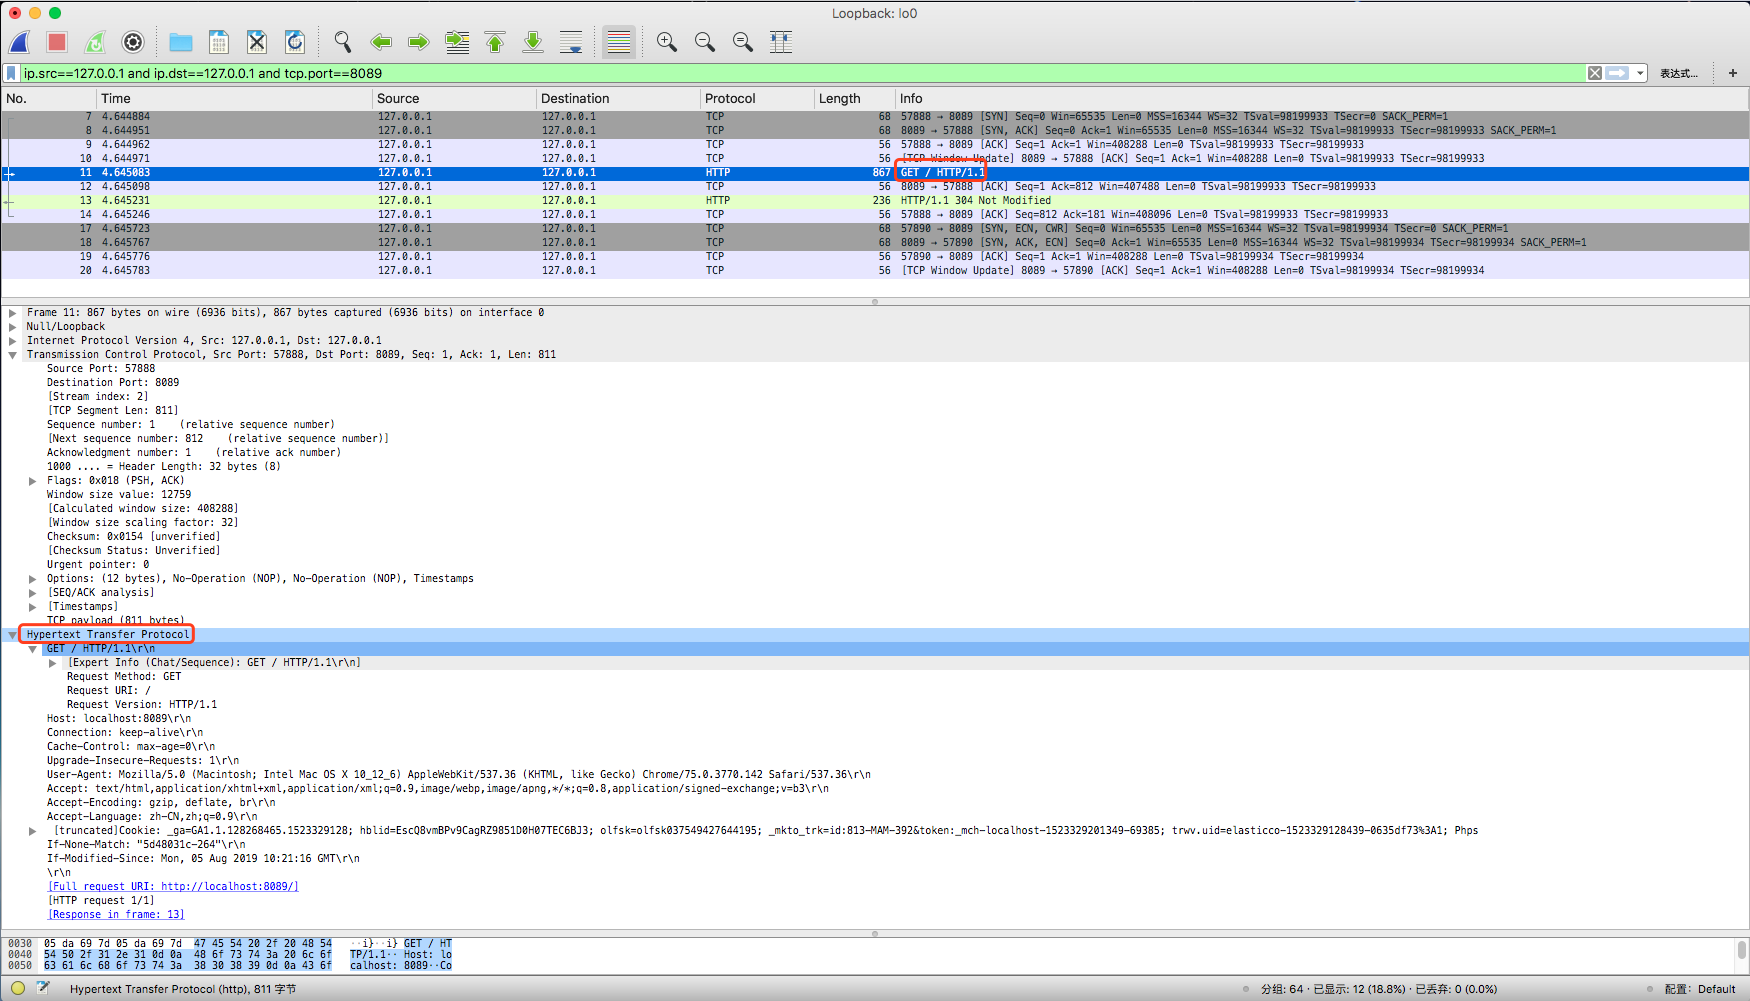 Loopback: lo0
ip.src==127.0.0.1 and ip.dst==127.0.0.1 and tcp.port==8089 表达式... +
No. Time Source Destination Protocol Length Info
7 4.644884 127.0.0.1 127.0.0.1 TCP 68 57888 → 8089 [SYN] Seq=0 Win=65535 Len=0 MSS=16344 WS=32 TSval=98199933 TSecr=0 SACK_PERM=1
8 4.644951 127.0.0.1 127.0.0.1 TCP 68 8089 → 57888 [SYN, ACK] Seq=0 Ack=1 Win=65535 Len=0 MSS=16344 WS=32 TSval=98199933 TSecr=98199933 SACK_PERM=1
9 4.644962 127.0.0.1 127.0.0.1 TCP 56 57888 → 8089 [ACK] Seq=1 Ack=1 Win=408288 Len=0 TSval=98199933 TSecr=98199933
10 4.644971 127.0.0.1 127.0.0.1 TCP 56 [TCP Window Update] 8089 → 57888 [ACK] Seq=1 Ack=1 Win=408288 Len=0 TSval=98199933 TSecr=98199933
11 4.645083 127.0.0.1 127.0.0.1 HTTP 867 GET / HTTP/1.1
12 4.645098 127.0.0.1 127.0.0.1 TCP 56 8089 → 57888 [ACK] Seq=1 Ack=812 Win=407488 Len=0 TSval=98199933 TSecr=98199933
13 4.645231 127.0.0.1 127.0.0.1 HTTP 236 HTTP/1.1 304 Not Modified
14 4.645246 127.0.0.1 127.0.0.1 TCP 56 57888 → 8089 [ACK] Seq=812 Ack=181 Win=408096 Len=0 TSval=98199933 TSecr=98199933
17 4.645723 127.0.0.1 127.0.0.1 TCP 68 57890 → 8089 [SYN, ECN, CWR] Seq=0 Win=65535 Len=0 MSS=16344 WS=32 TSval=98199934 TSecr=0 SACK_PERM=1
18 4.645767 127.0.0.1 127.0.0.1 TCP 68 8089 → 57890 [SYN, ACK, ECN] Seq=0 Ack=1 Win=65535 Len=0 MSS=16344 WS=32 TSval=98199934 TSecr=98199934 SACK_PERM=1
19 4.645776 127.0.0.1 127.0.0.1 TCP 56 57890 → 8089 [ACK] Seq=1 Ack=1 Win=408288 Len=0 TSval=98199934 TSecr=98199934
20 4.645783 127.0.0.1 127.0.0.1 TCP 56 [TCP Window Update] 8089 → 57890 [ACK] Seq=1 Ack=1 Win=408288 Len=0 TSval=98199934 TSecr=98199934
Frame 11: 867 bytes on wire (6936 bits), 867 bytes captured (6936 bits) on interface 0
Null/Loopback
Internet Protocol Version 4, Src: 127.0.0.1, Dst: 127.0.0.1
Transmission Control Protocol, Src Port: 57888, Dst Port: 8089, Seq: 1, Ack: 1, Len: 811
Source Port: 57888
Destination Port: 8089
[Stream index: 2]
[TCP Segment Len: 811]
Sequence number: 1 (relative sequence number)
[Next sequence number: 812 (relative sequence number)]
Acknowledgment number: 1 (relative ack number)
1000 .... = Header Length: 32 bytes (8)
Flags: 0x018 (PSH, ACK)
Window size value: 12759
[Calculated window size: 408288]
[Window size scaling factor: 32]
Checksum: 0x0154 [unverified]
[Checksum Status: Unverified]
Urgent pointer: 0
Options: (12 bytes), No-Operation (NOP), No-Operation (NOP), Timestamps
[SEQ/ACK analysis]
[Timestamps]
TCP payload (811 bytes)
Hypertext Transfer Protocol
GET / HTTP/1.1\r\n
[Expert Info (Chat/Sequence): GET / HTTP/1.1\r\n]
Request Method: GET
Request URI: /
Request Version: HTTP/1.1
Host: localhost:8089\r\n
Connection: keep-alive\r\n
Cache-Control: max-age=0\r\n
Upgrade-Insecure-Requests: 1\r\n
User-Agent: Mozilla/5.0 (Macintosh; Intel Mac OS X 10_12_6) AppleWebKit/537.36 (KHTML, like Gecko) Chrome/75.0.3770.142 Safari/537.36\r\n
Accept: text/html,application/xhtml+xml,application/xml;q=0.9,image/webp,image/apng,*/*;q=0.8,application/signed-exchange;v=b3\r\n
Accept-Encoding: gzip, deflate, br\r\n
Accept-Language: zh-CN,zh;q=0.9\r\n
[truncated]Cookie: _ga=GA1.1.128268465.1523329128; hblid=EscQ8vmBPv9CagRZ9851D0H07TEC6BJ3; olfsk=olfsk037549427644195; _mkto_trk=id:813-MAM-392&token:_mch-localhost-1523329201349-69385; trwv.uid=elasticco-1523329128439-0635df73%3A1; Phps
If-None-Match: "5d48031c-264"\r\n
If-Modified-Since: Mon, 05 Aug 2019 10:21:16 GMT\r\n
\r\n
[Full request URI: http://localhost:8089/]
[HTTP request 1/1]
[Response in frame: 13]
0030 05 da 69 7d 05 da 69 7d 47 45 54 20 2f 20 48 54 ··i}··i} GET / HT
0040 54 50 2f 31 2e 31 0d 0a 48 6f 73 74 3a 20 6c 6f TP/1.1·· Host: lo
0050 63 61 6c 68 6f 73 74 3a 38 30 38 39 0d 0a 43 6f calhost: 8089··Co
Hypertext Transfer Protocol (http), 811 字节 分组: 64 · 已显示: 12 (18.8%) · 已丢弃: 0 (0.0%) 配置: Default